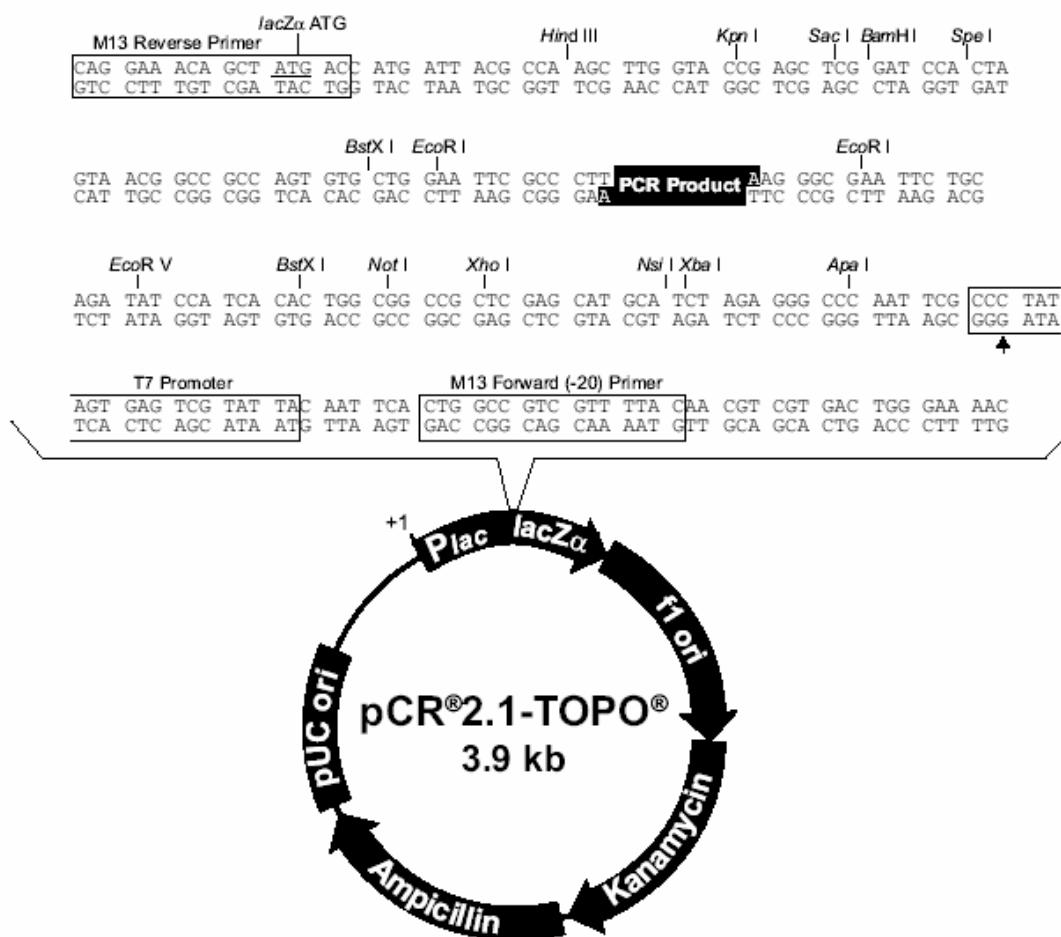 lacZα ATG
M13 Reverse Primer
Hind III Kpn I Sac I BamH I Spe I
CAG GAA ACA GCT ATG ACC ATG ATT ACG CCA AGC TTG GTA CCG AGC TCG GAT CCA CTA
GTC CTT TGT CGA TAC TGG TAC TAA TGC GGT TCG AAC CAT GGC TCG AGC CTA GGT GAT
BstX I EcoR I EcoR I
GTA ACG GCC GCC AGT GTG CTG GAA TTC GCC CTT PCR Product AAG GGC GAA TTC TGC
CAT TGC CGG CGG TCA CAC GAC CTT AAG CGG GAA TTC CCG CTT AAG ACG
EcoR V BstX I Not I Xho I Nsi I Xba I Apa I
AGA TAT CCA TCA CAC TGG CGG CCG CTC GAG CAT GCA TCT AGA GGG CCC AAT TCG CCC TAT
TCT ATA GGT AGT GTG ACC GCC GGC GAG CTC GTA CGT AGA TCT CCC GGG TTA AGC GGG ATA
T7 Promoter M13 Forward (-20) Primer
AGT GAG TCG TAT TAC AAT TCA CTG GCC GTC GTT TTA CAA CGT CGT GAC TGG GAA AAC
TCA CTC AGC ATA ATG TTA AGT GAC CGG CAG CAA AAT GTT GCA GCA CTG ACC CTT TTG
+1
Plac
lacZα
f1 ori
Kanamycin
Ampicillin
pUC ori
pCR®2.1-TOPO®
3.9 kb